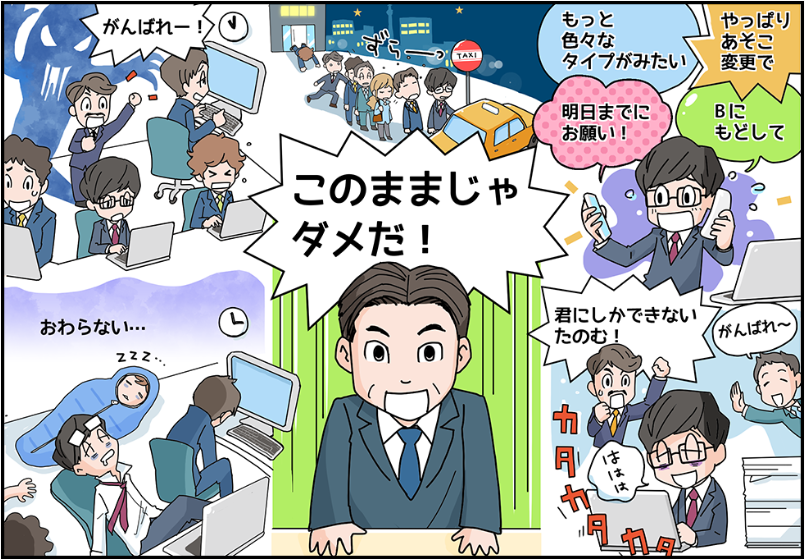 がんばれー！
ずらーっ
TAXI
もっと
色々な
タイプがみたい
やっぱり
あそこ
変更で
明日までに
お願い！
Bに
もどして
このままじゃ
ダメだ！
おわらない…
ZZZ…
君にしかできない
たのむ！
がんばれ～
カタカタカタ
ははは